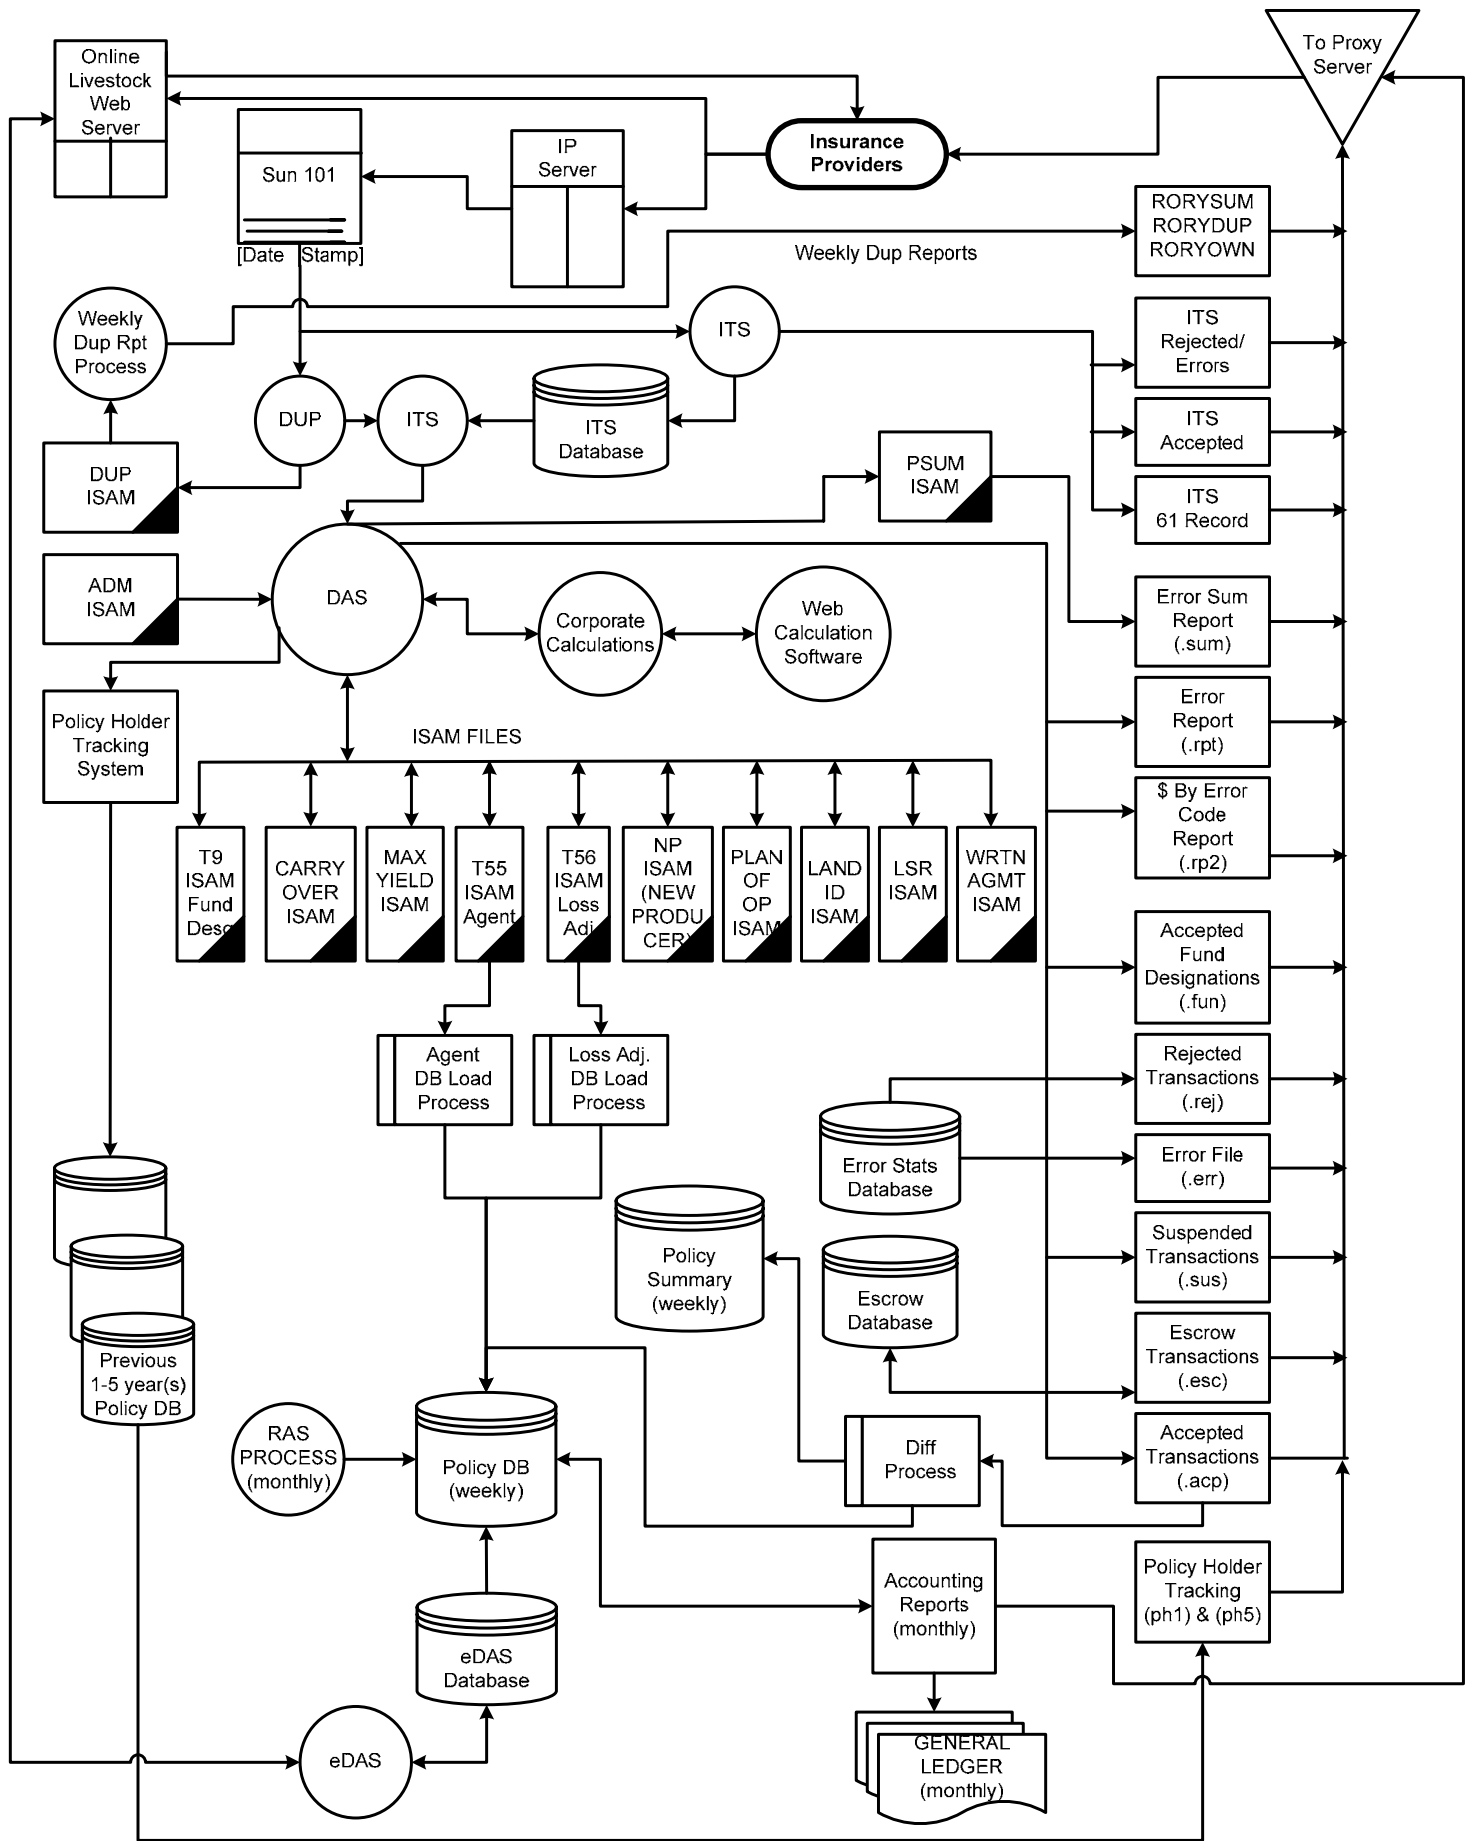 Online
Livestock
Web
Server
To Proxy
Server
Insurance
Providers
IP
Server
Sun 101
[Date Stamp]
Weekly Dup Reports
RORYSUM
RORYDUP
RORYOWN
Weekly
Dup Rpt
Process
ITS
ITS
Rejected/
Errors
DUP
ITS
ITS
Database
ITS
Accepted
DUP
ISAM
PSUM
ISAM
ITS
61 Record
ADM
ISAM
DAS
Corporate
Calculations
Web
Calculation
Software
Error Sum
Report
(.sum)
Policy Holder
Tracking
System
ISAM FILES
Error
Report
(.rpt)
$ By Error
Code
Report
(.rp2)
T9
ISAM
Fund
Desg
CARRY
OVER
ISAM
MAX
YIELD
ISAM
T55
ISAM
Agent
T56
ISAM
Loss
Adj
NP
ISAM
(NEW
PRODU
CER)
PLAN
OF
OP
ISAM
LAND
ID
ISAM
LSR
ISAM
WRTN
AGMT
ISAM
Accepted
Fund
Designations
(.fun)
Agent
DB Load
Process
Loss Adj.
DB Load
Process
Rejected
Transactions
(.rej)
Error Stats
Database
Error File
(.err)
Policy
Summary
(weekly)
Escrow
Database
Suspended
Transactions
(.sus)
Previous
1-5 year(s)
Policy DB
Escrow
Transactions
(.esc)
RAS
PROCESS
(monthly)
Policy DB
(weekly)
Diff
Process
Accepted
Transactions
(.acp)
Accounting
Reports
(monthly)
Policy Holder
Tracking
(ph1) & (ph5)
eDAS
Database
eDAS
GENERAL
LEDGER
(monthly)